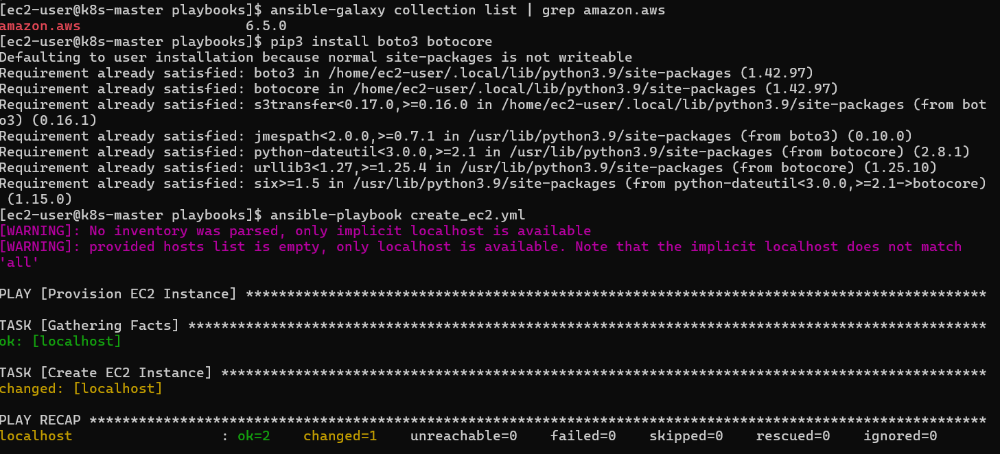 [ec2-user@k8s-master playbooks]$ ansible-galaxy collection list | grep amazon.aws
amazon.aws                    6.5.0
[ec2-user@k8s-master playbooks]$ pip3 install boto3 botocore
Defaulting to user installation because normal site-packages is not writeable
Requirement already satisfied: boto3 in /home/ec2-user/.local/lib/python3.9/site-packages (1.42.97)
Requirement already satisfied: botocore in /home/ec2-user/.local/lib/python3.9/site-packages (1.42.97)
Requirement already satisfied: s3transfer<0.17.0,>=0.16.0 in /home/ec2-user/.local/lib/python3.9/site-packages (from bot
o3) (0.16.1)
Requirement already satisfied: jmespath<2.0.0,>=0.7.1 in /usr/lib/python3.9/site-packages (from boto3) (0.10.0)
Requirement already satisfied: python-dateutil<3.0.0,>=2.1 in /usr/lib/python3.9/site-packages (from botocore) (2.8.1)
Requirement already satisfied: urllib3<1.27,>=1.25.4 in /usr/lib/python3.9/site-packages (from botocore) (1.25.10)
Requirement already satisfied: six>=1.5 in /usr/lib/python3.9/site-packages (from python-dateutil<3.0.0,>=2.1->botocore)
 (1.15.0)
[ec2-user@k8s-master playbooks]$ ansible-playbook create_ec2.yml
[WARNING]: No inventory was parsed, only implicit localhost is available
[WARNING]: provided hosts list is empty, only localhost is available. Note that the implicit localhost does not match
'all'

PLAY [Provision EC2 Instance] ******************************************************************************************

TASK [Gathering Facts] *************************************************************************************************
ok: [localhost]

TASK [Create EC2 Instance] *********************************************************************************************
changed: [localhost]

PLAY RECAP *************************************************************************************************************
localhost                  : ok=2    changed=1    unreachable=0    failed=0    skipped=0    rescued=0    ignored=0